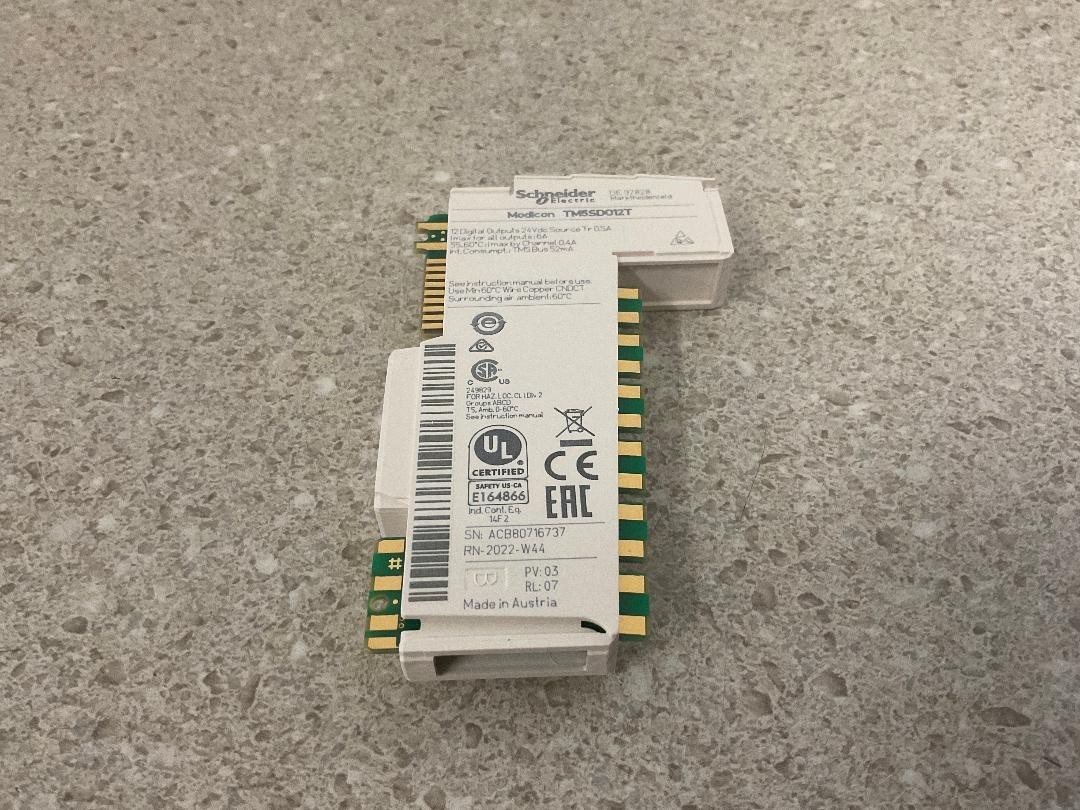 Schneider
Electric
DE 97828
Marktheidenfeld
Modicon TM5SDO12T
12 Digital Outputs 24Vdc Source Tr 0.5A
Imax for all outputs: 6A
55..60°C: Imax by Channel 0.4A
Int. Consumpt.: TM5 Bus 52mA
See instruction manual before use.
Use Min 60°C Wire Copper CNDCT
Surrounding air ambient: 60°C
C US
249829
FOR HAZ. LOC. CL I Div 2
Groups ABCD
T5, Amb. 0-60°C
See instruction manual
UL
®
CERTIFIED
SAFETY US-CA
E164866
Ind. Cont. Eq.
14F2
CE
EAC
SN: ACB80716737
RN-2022-W44
B
PV: 03
RL: 07
Made in Austria